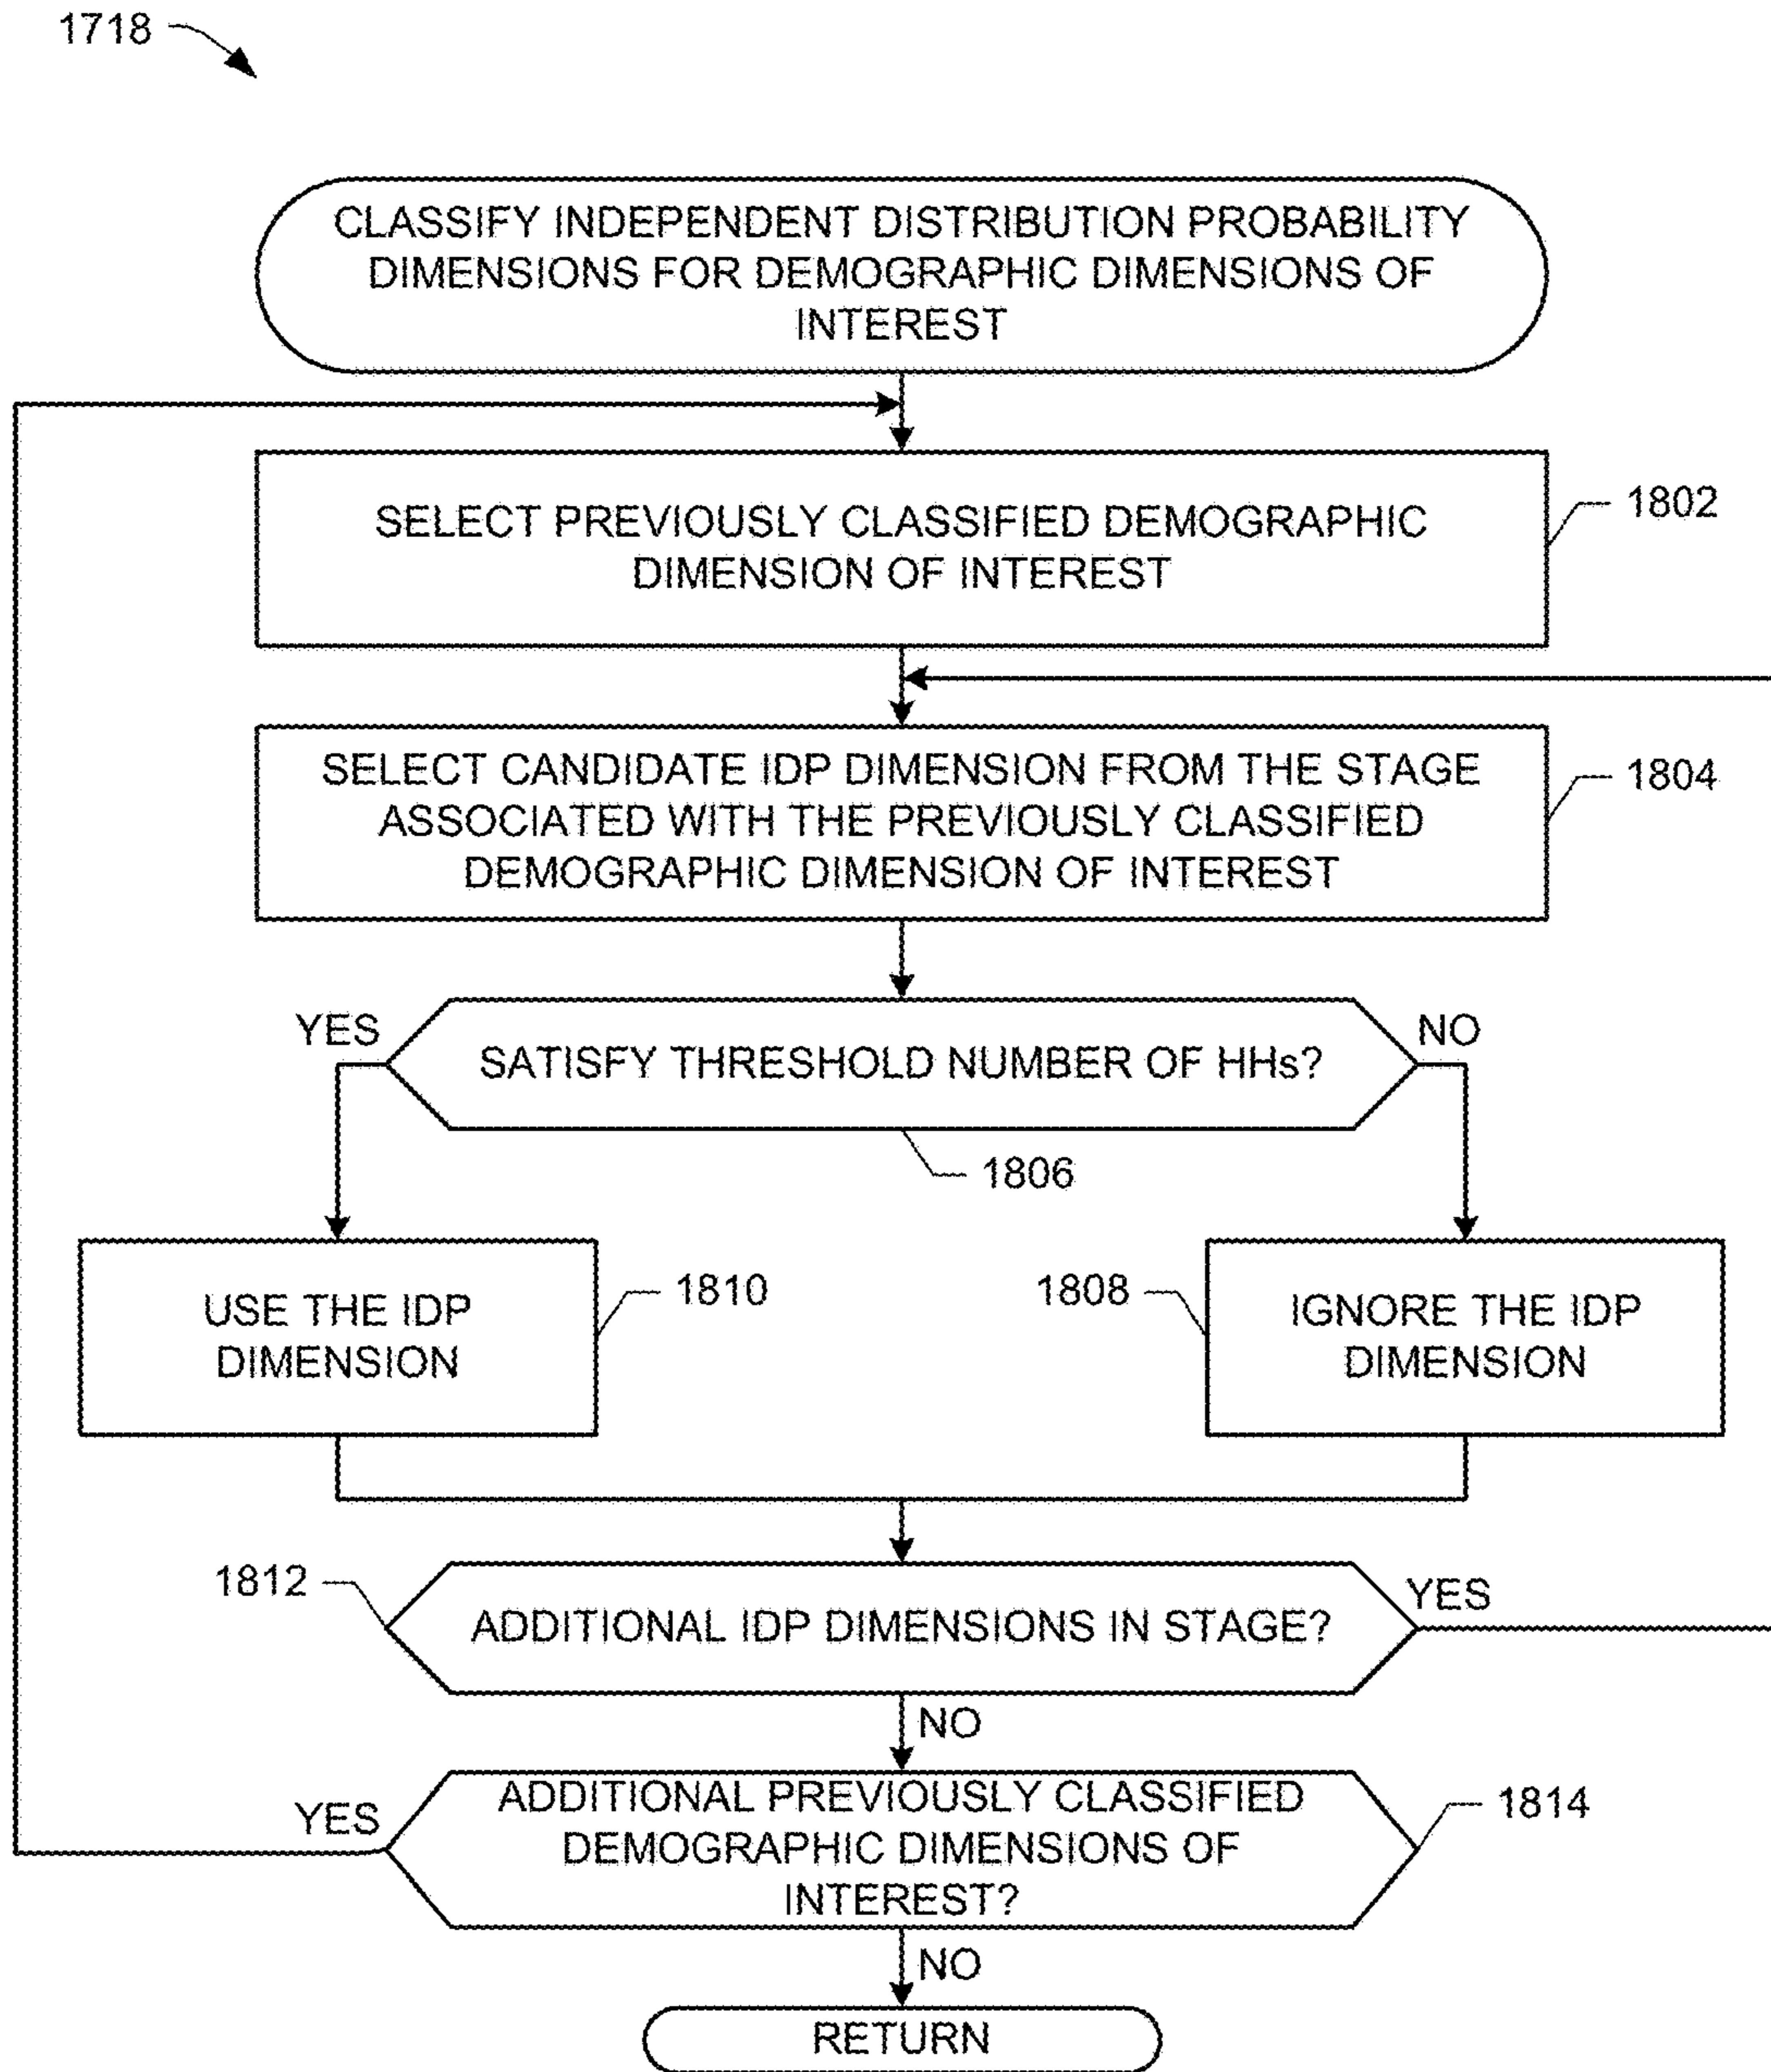 1718
CLASSIFY INDEPENDENT DISTRIBUTION PROBABILITY
DIMENSIONS FOR DEMOGRAPHIC DIMENSIONS OF
INTEREST
SELECT PREVIOUSLY CLASSIFIED DEMOGRAPHIC
DIMENSION OF INTEREST
1802
SELECT CANDIDATE IDP DIMENSION FROM THE STAGE
ASSOCIATED WITH THE PREVIOUSLY CLASSIFIED
DEMOGRAPHIC DIMENSION OF INTEREST
1804
YES
SATISFY THRESHOLD NUMBER OF HHs?
NO
1806
USE THE IDP
DIMENSION
1810
1808
IGNORE THE IDP
DIMENSION
1812
ADDITIONAL IDP DIMENSIONS IN STAGE?
YES
NO
YES
ADDITIONAL PREVIOUSLY CLASSIFIED
DEMOGRAPHIC DIMENSIONS OF
INTEREST?
1814
NO
RETURN